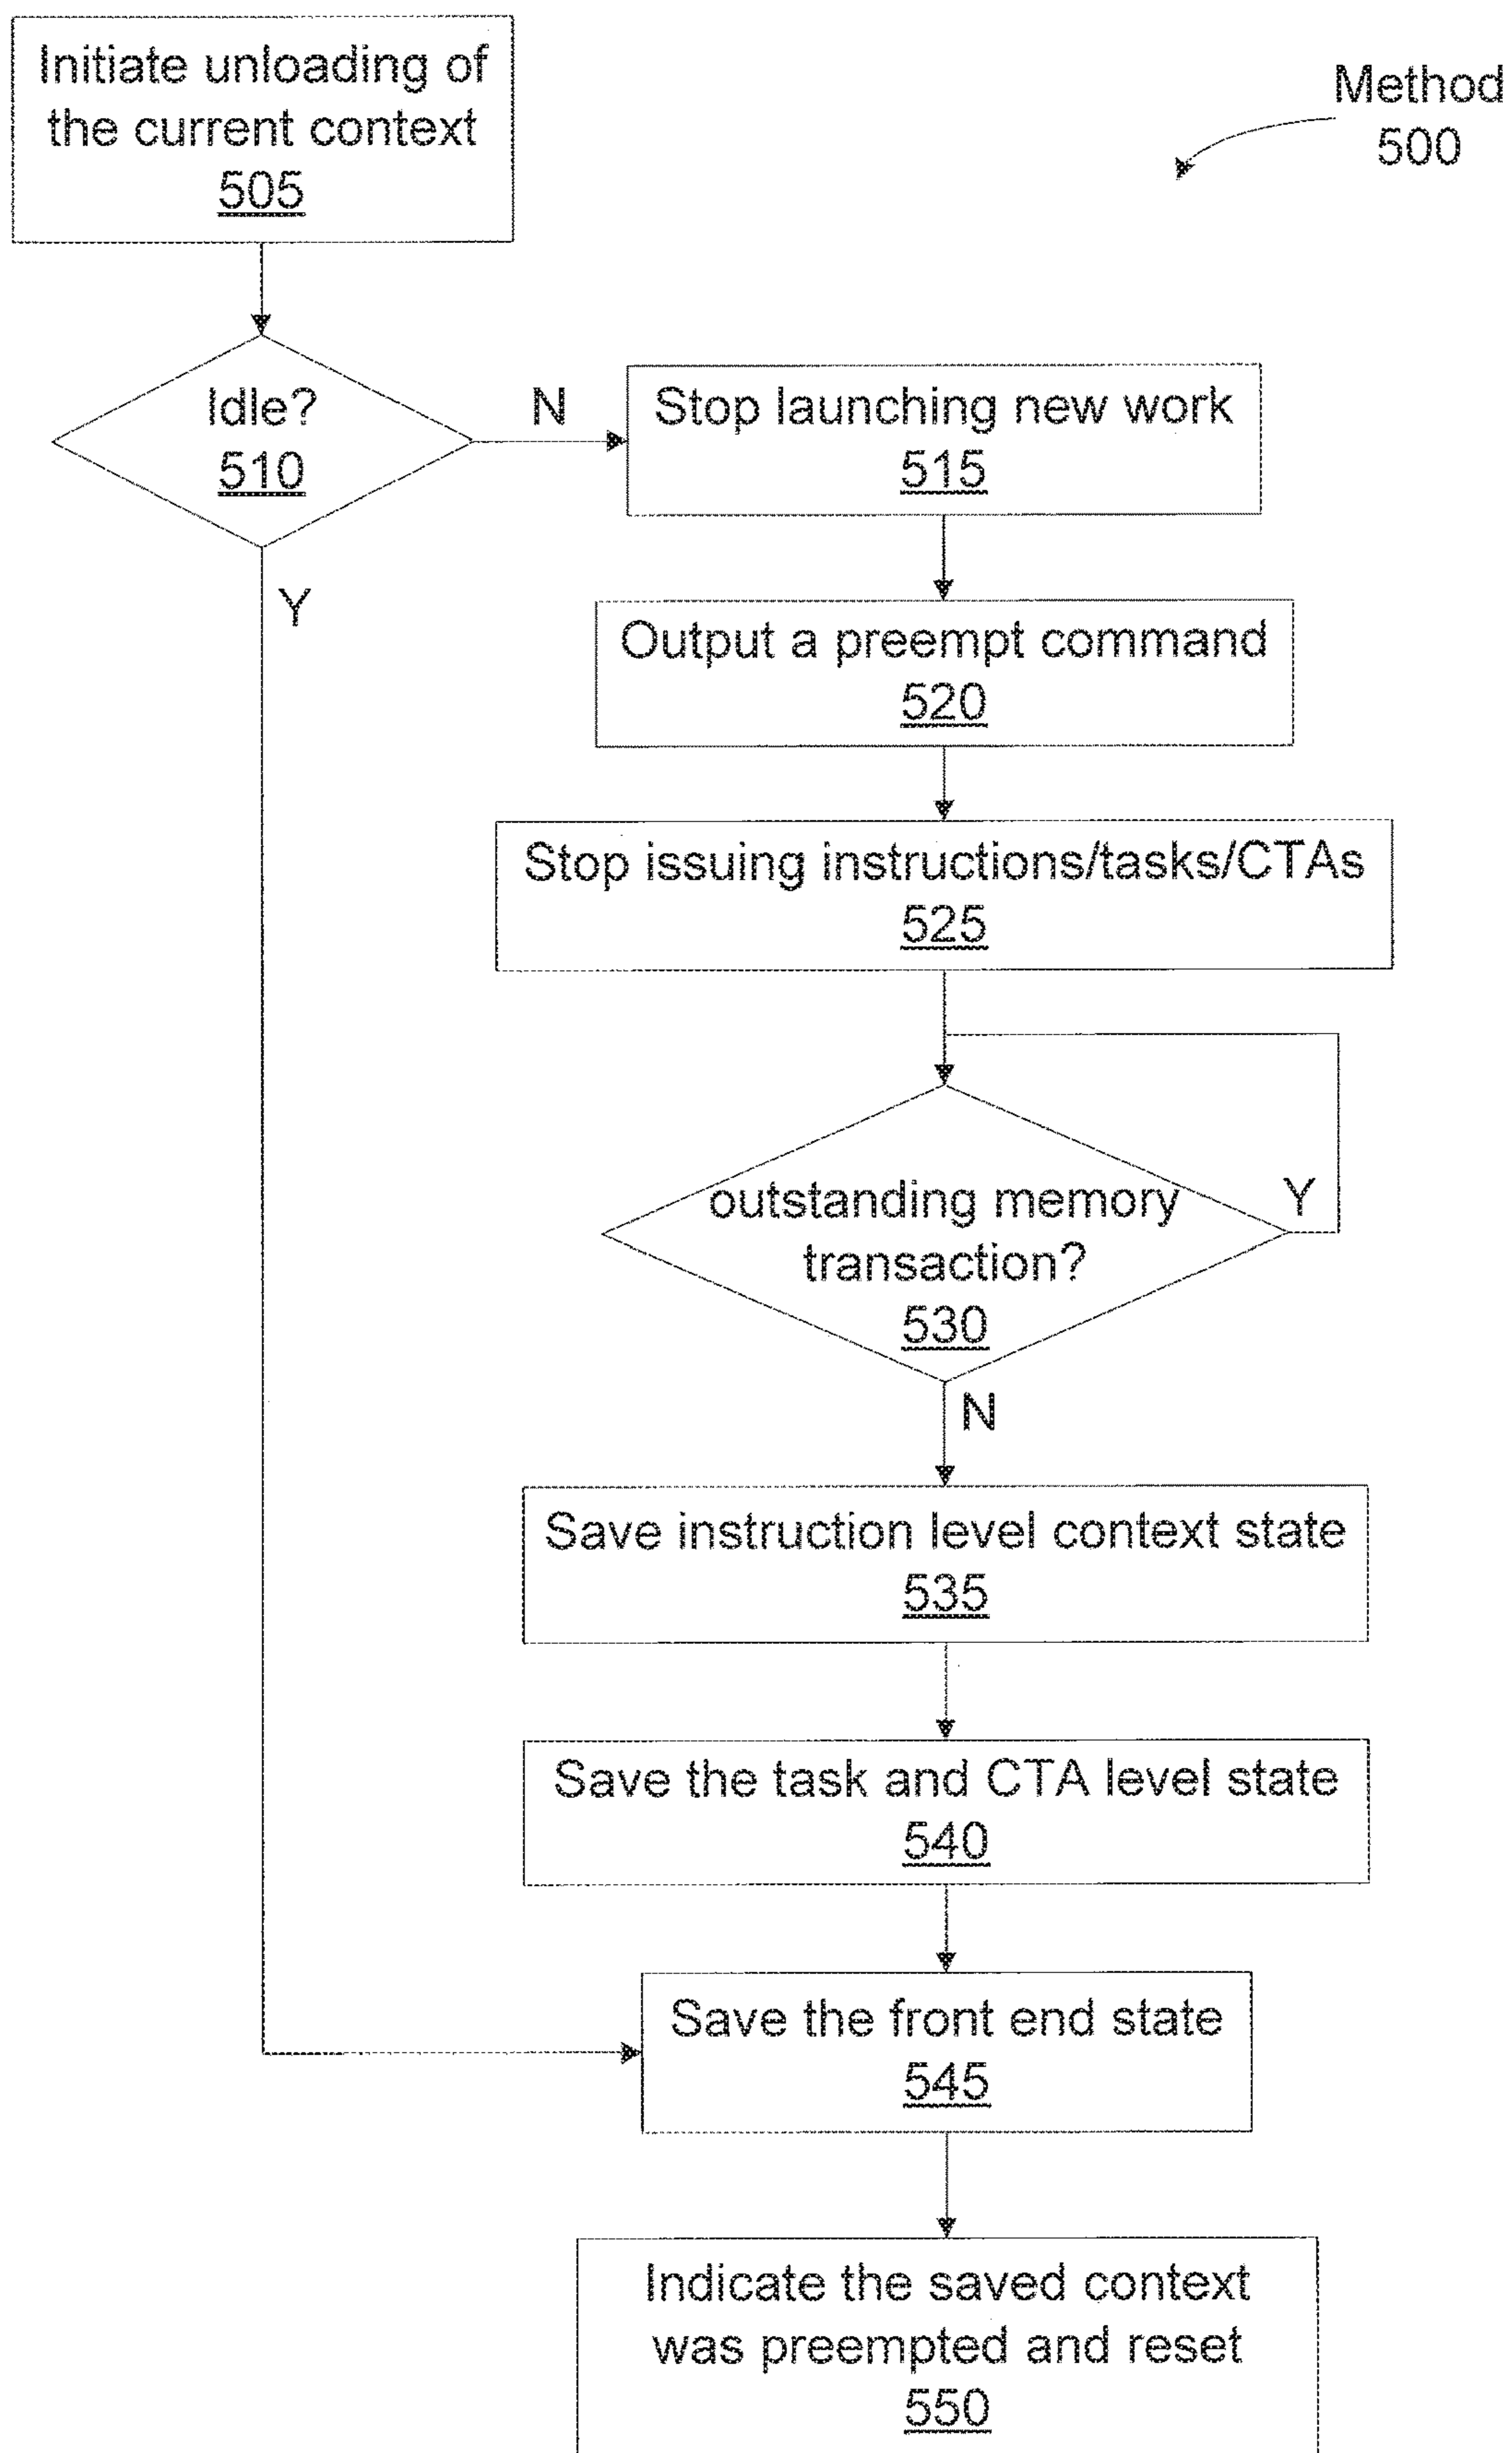 Initiate unloading of
the current context
505
Method
500
Idle?
510
N
Y
Stop launching new work
515
Output a preempt command
520
Stop issuing instructions/tasks/CTAs
525
outstanding memory
transaction?
530
Y
N
Save instruction level context state
535
Save the task and CTA level state
540
Save the front end state
545
Indicate the saved context
was preempted and reset
550